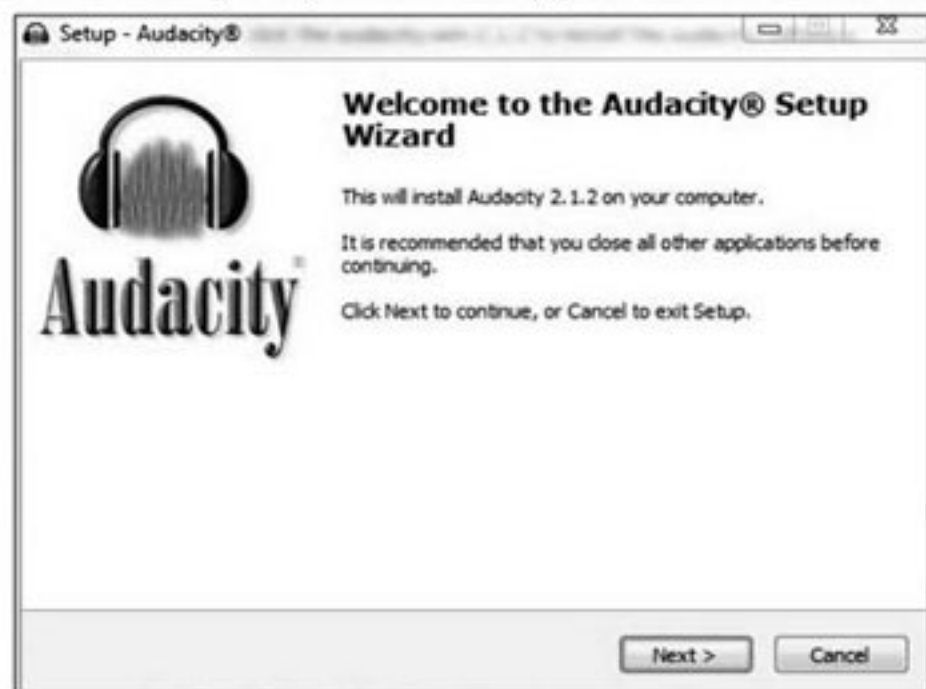 Setup - Audacity®
Welcome to the Audacity® Setup
Wizard
This will install Audacity 2.1.2 on your computer.
It is recommended that you close all other applications before
continuing.
Click Next to continue, or Cancel to exit Setup.
Audacity®
Next >
Cancel